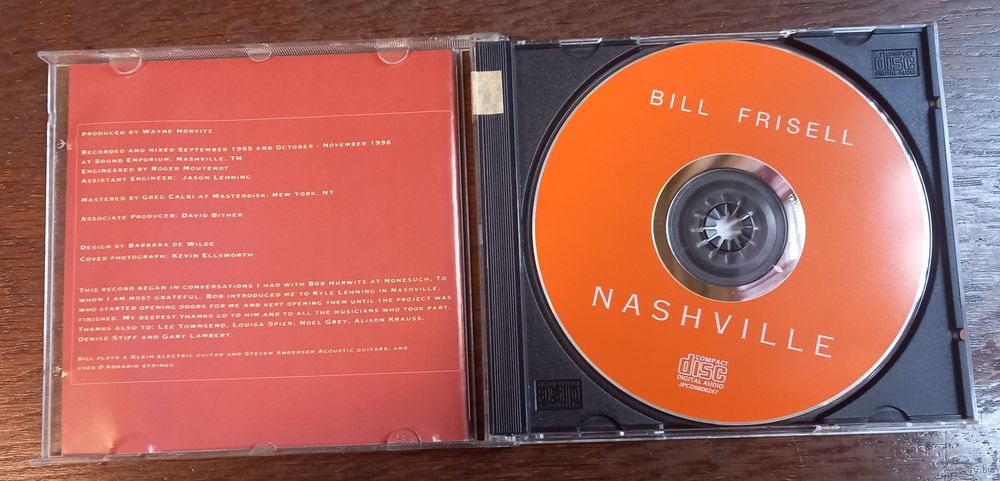 PRODUCED BY WAYNE HORVITZ
RECORDED AND MIXED SEPTEMBER 1995 AND OCTOBER - NOVEMBER 1996
AT SOUND EMPORIUM, NASHVILLE, TN
ENGINEERED BY ROGER MOUTENOT
ASSISTANT ENGINEER: JASON LEHNING
MASTERED BY GREG CALBI AT MASTERDISK, NEW YORK, NY
ASSOCIATE PRODUCER: DAVID BITHER
DESIGN BY BARBARA DE WILDE
COVER PHOTOGRAPH: KEVIN ELLSWORTH
THIS RECORD BEGAN IN CONVERSATIONS I HAD WITH BOB HURWITZ AT NONESUCH, TO
WHOM I AM MOST GRATEFUL. BOB INTRODUCED ME TO KYLE LEHNING IN NASHVILLE,
WHO STARTED OPENING DOORS FOR ME AND KEPT OPENING THEM UNTIL THE PROJECT WAS
FINISHED. MY DEEPEST THANKS GO TO HIM AND TO ALL THE MUSICIANS WHO TOOK PART.
THANKS ALSO TO: LEE TOWNSEND, LOUISA SPIER, NOEL GREY, ALISON KRAUSS,
DENISE STIFF AND GARY LAMBERT.
BILL PLAYS A KLEIN ELECTRIC GUITAR AND STEVEN ANDERSEN ACOUSTIC GUITARS, AND
USES D'ADDARIO STRINGS
BILL FRISELL
NASHVILLE
COMPACT
disc
DIGITAL AUDIO
JPCD9806247
COMPACT
disc
DIGITAL AUDIO
COMPACT
disc
DIGITAL AUDIO